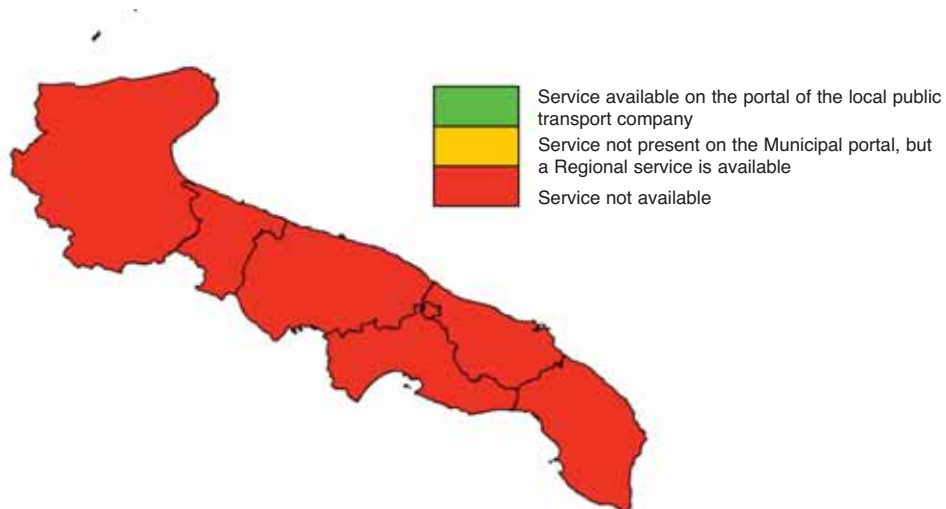 Service available on the portal of the local public
transport company
Service not present on the Municipal portal, but
a Regional service is available
Service not available